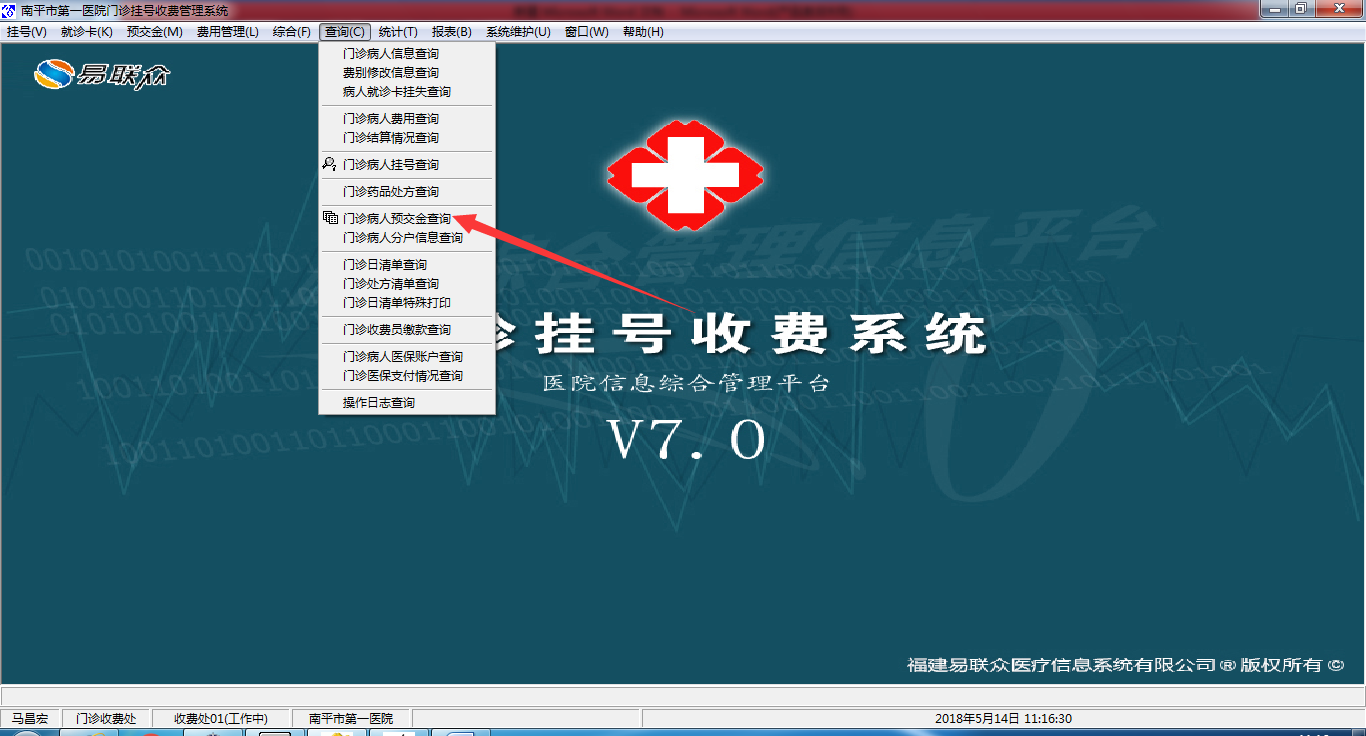 南平市第一医院门诊挂号收费管理系统
挂号(V) 就诊卡(K) 预交金(M) 费用管理(L) 综合(F) 查询(C) 统计(T) 报表(B) 系统维护(U) 窗口(W) 帮助(H)
易联众
门诊病人信息查询
费别修改信息查询
病人就诊卡挂失查询
门诊病人费用查询
门诊结算情况查询
门诊病人挂号查询
门诊药品处方查询
门诊病人预交金查询
门诊病人分户信息查询
门诊日清单查询
门诊处方清单查询
门诊日清单特殊打印
门诊收费员缴款查询
门诊病人医保账户查询
门诊医保支付情况查询
操作日志查询
综合管理信息平台
诊挂号收费系统
医院信息综合管理平台
V7.0
福建易联众医疗信息系统有限公司®版权所有©
马昌宏 门诊收费处 收费处01(工作中) 南平市第一医院 2018年5月14日 11:16:30